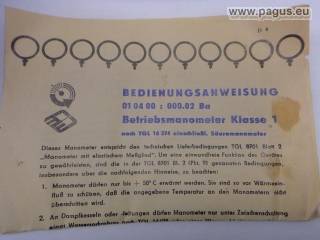 www.pagus.eu
BEDIENUNGSANWEISUNG
01 04 00 : 000.02 Ba
Betriebsmanometer Klasse 1
nach TGL 16 274 einschließl. Säuremanometer
Dieses Manometer entspricht den technischen Lieferbedingungen TGL 8701 Blatt 2
„Manometer mit elastischem Meßglied". Um eine einwandfreie Funktion des Gerätes
zu gewährleisten, sind die in der TGL 8701 Bl. 2 (Pkt. 9) genannten Bedingungen,
insbesondere aber die nachfolgenden Hinweise, zu beachten:
1. Manometer dürfen nur bis + 50° C erwärmt werden. Sie sind so vor Wärmeein-
fluß zu schützen, daß die angegebene Temperatur an den Manometern nicht
überschritten wird.
2. An Dampfkesseln oder -leitungen dürfen Manometer nur unter Zwischenschaltung